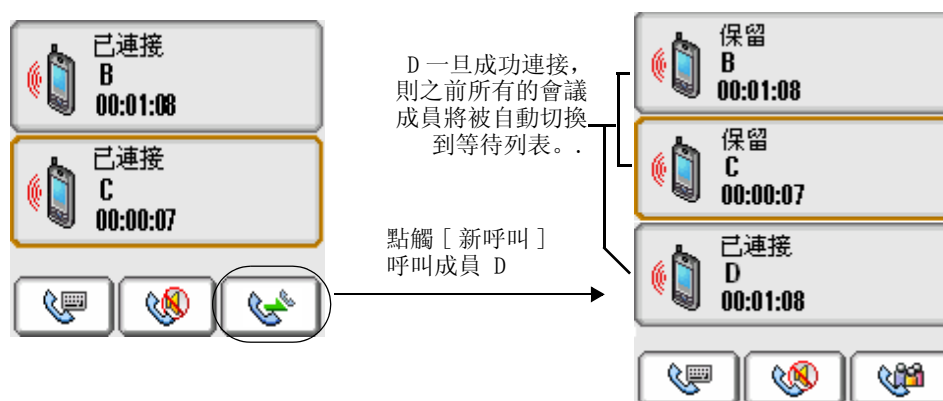 已連接
B
00:01:08
已連接
C
00:00:07
D 一旦成功連接，
則之前所有的會議
成員將被自動切換
到等待列表。.
點觸 [ 新呼叫 ]
呼叫成員 D
保留
B
00:01:08
保留
C
00:00:07
已連接
D
00:01:08